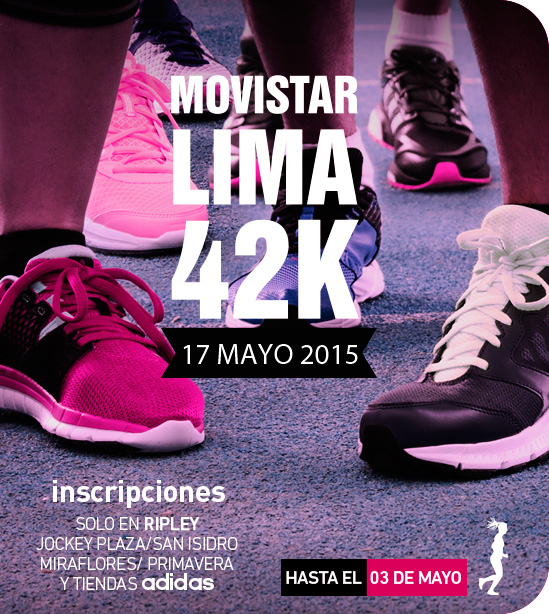 MOVISTAR
LIMA
42K
17 MAYO 2015
inscripciones
SOLO EN RIPLEY
JOCKEY PLAZA/SAN ISIDRO
MIRAFLORES/ PRIMAVERA
Y TIENDAS adidas
HASTA EL 03 DE MAYO